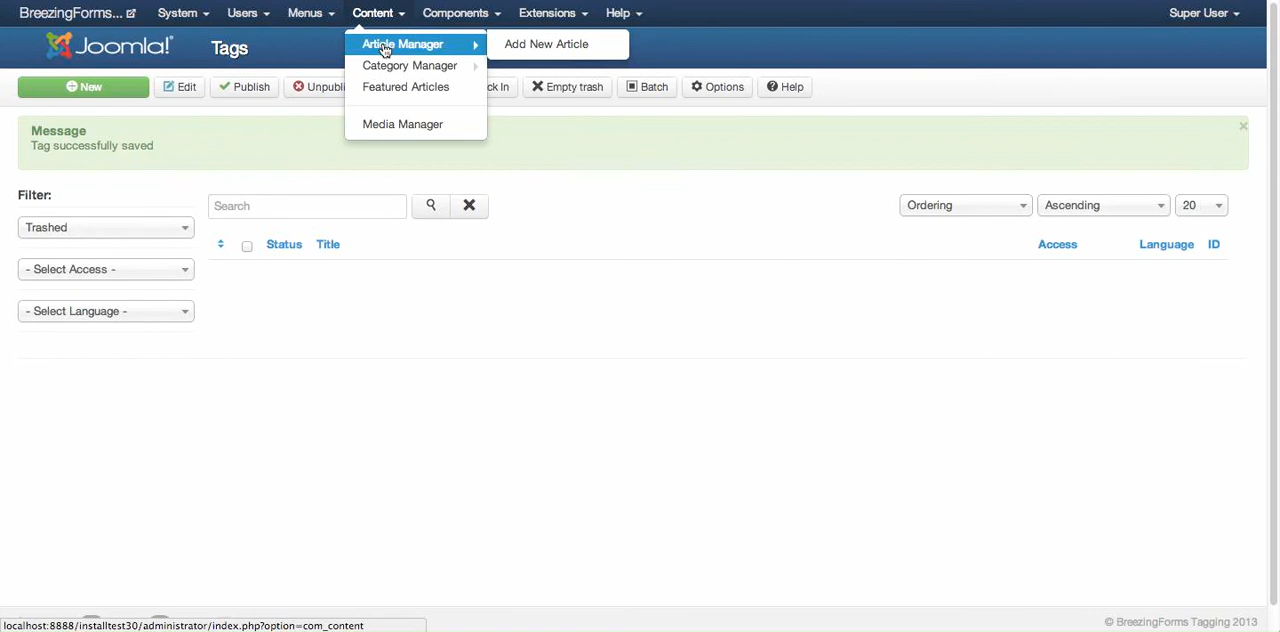 BreezingForms... System Users Menus Content Components Extensions Help Super User
Joomla!® Tags
Article Manager Add New Article
Category Manager
Featured Articles
Media Manager
New Edit Publish Unpubli ck In Empty trash Batch Options Help
Message
Tag successfully saved
Filter:
Trashed
- Select Access -
- Select Language -
Search Ordering Ascending 20
Status Title Access Language ID
localhost:8888/installtest30/administrator/index.php?option=com_content
© BreezingForms Tagging 2013